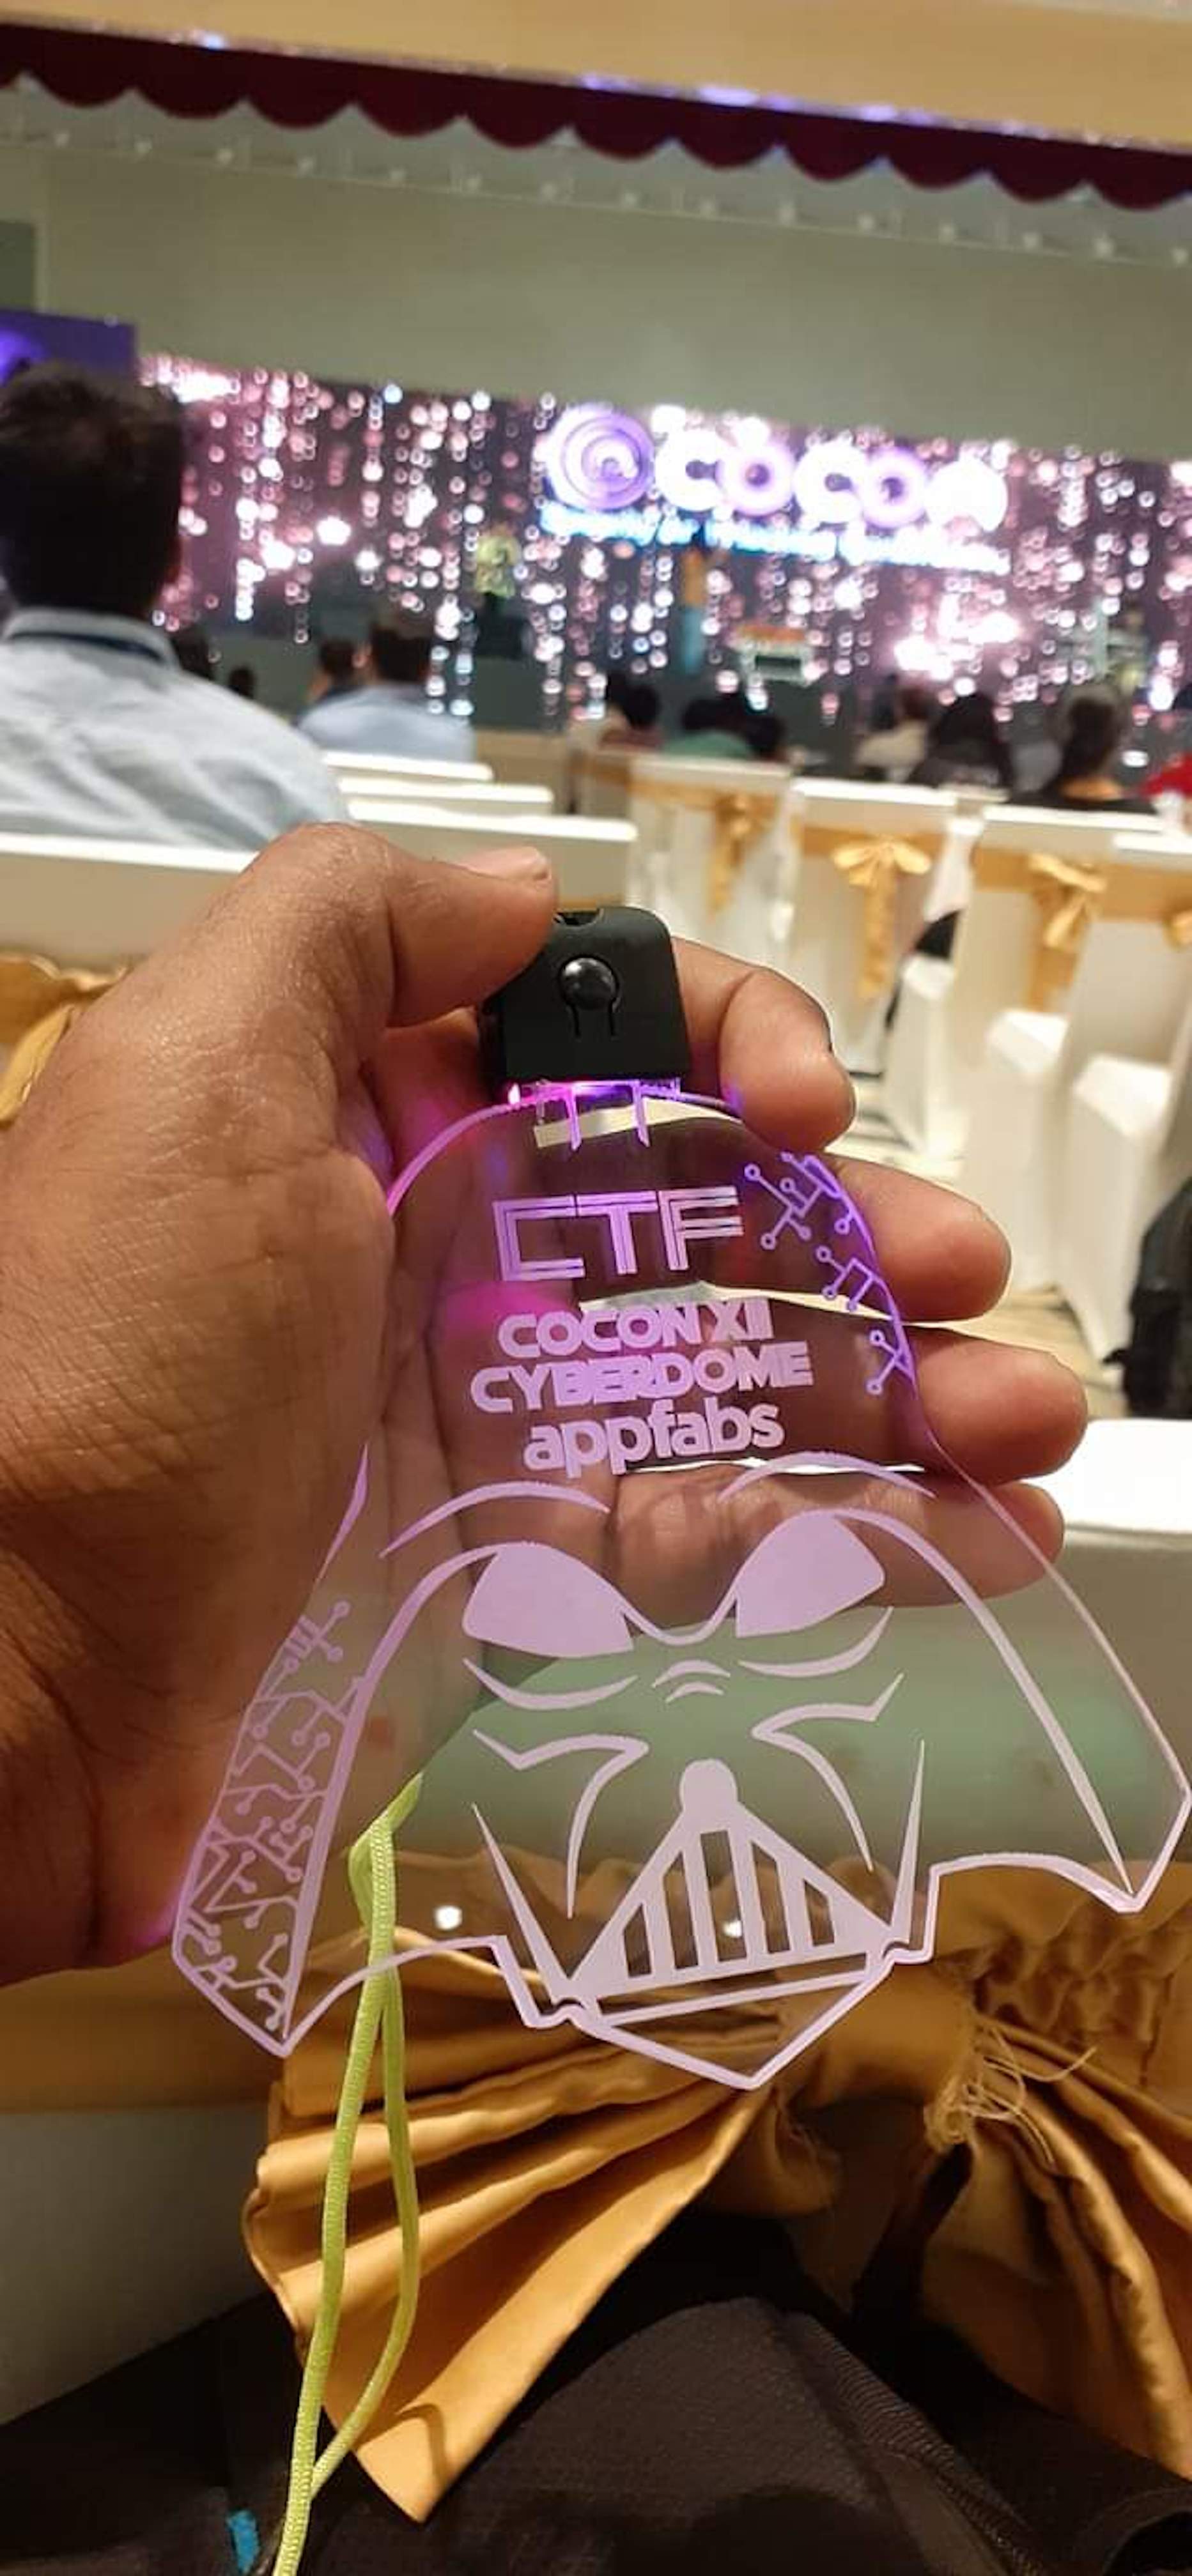 cocon
CTF
COCON XII
CYBERDOME
appfabs